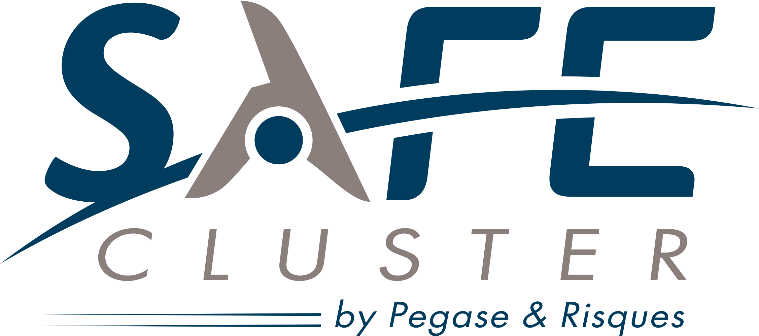 SAFE
CLUSTER
by Pegase & Risques